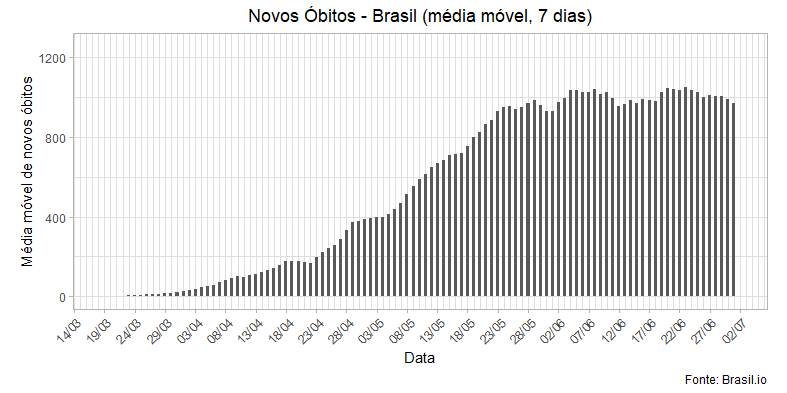 Novos Óbitos - Brasil (média móvel, 7 dias)
Média móvel de novos óbitos
1200
800
400
0
14/03 19/03 24/03 29/03 03/04 08/04 13/04 18/04 23/04 28/04 03/05 08/05 13/05 18/05 23/05 28/05 02/06 07/06 12/06 17/06 22/06 27/06 02/07
Data
Fonte: Brasil.io